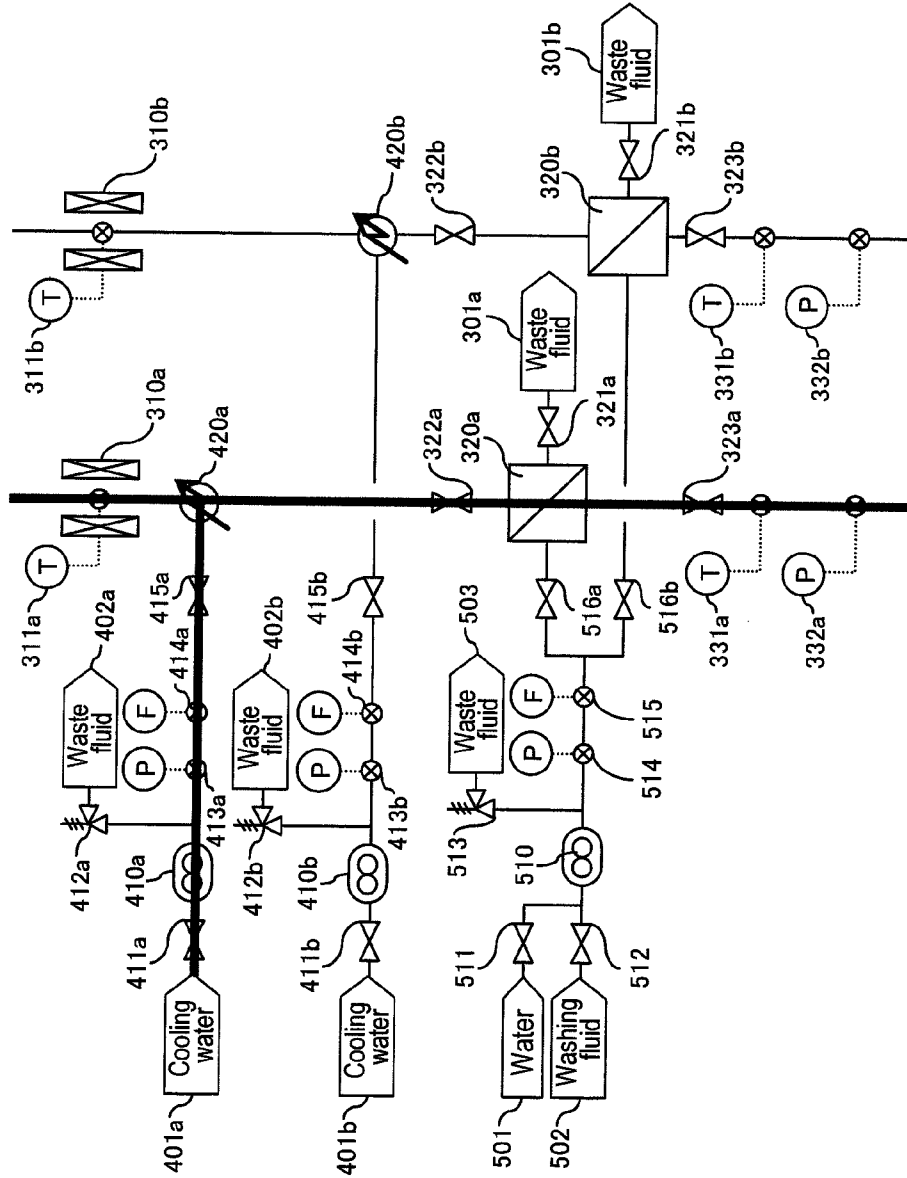 311a
T
311b
T
412a
Waste
fluid
402a
410a
411a
P
F
310a
310b
401a
Cooling
water
413a
414a
415a
420a
412b
Waste
fluid
402b
410b
P
F
411b
401b
Cooling
water
413b
414b
415b
420b
322a
322b
513
Waste
fluid
503
511
510
P
F
501
Water
502
Washing
fluid
512
514
515
516a
516b
320a
Waste
fluid
301a
321a
320b
Waste
fluid
301b
321b
323a
323b
T
331a
T
331b
P
332a
P
332b